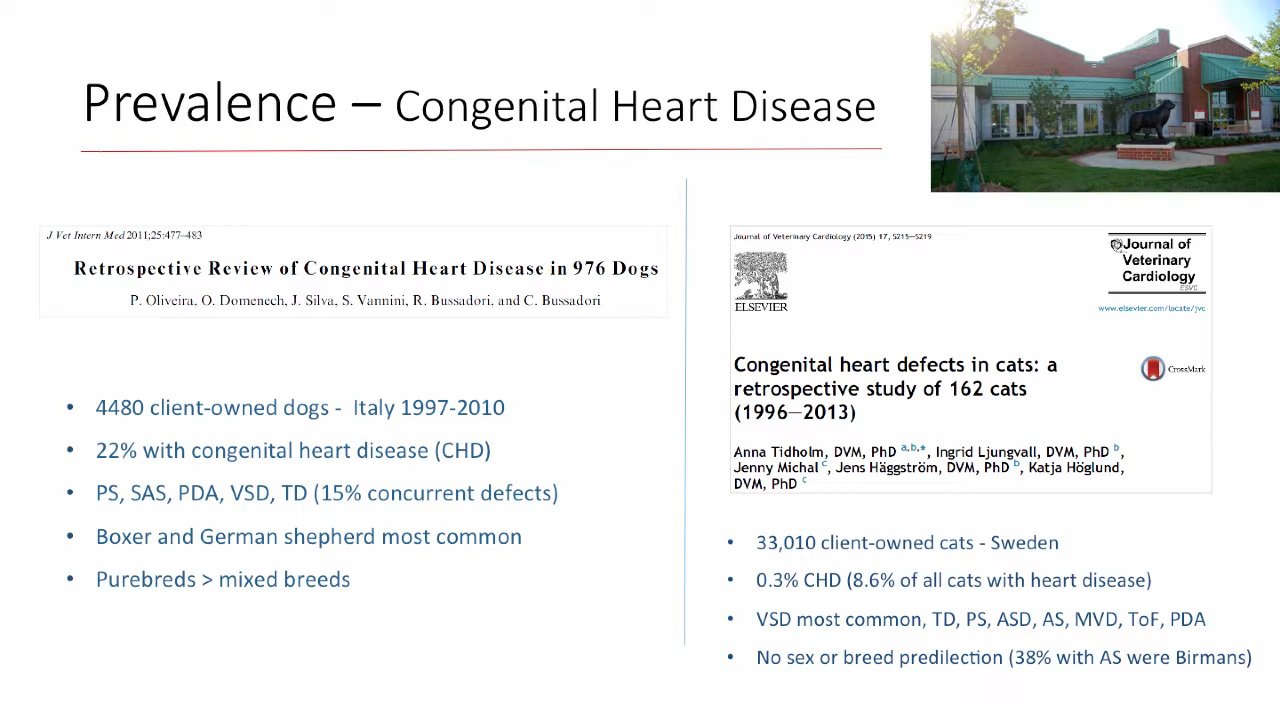 Prevalence – Congenital Heart Disease
J Vet Intern Med 2011;25:477–483
Retrospective Review of Congenital Heart Disease in 976 Dogs
P. Oliveira, O. Domenech, J. Silva, S. Vannini, R. Bussadori, and C. Bussadori
• 4480 client-owned dogs - Italy 1997-2010
• 22% with congenital heart disease (CHD)
• PS, SAS, PDA, VSD, TD (15% concurrent defects)
• Boxer and German shepherd most common
• Purebreds > mixed breeds
Journal of Veterinary Cardiology (2015) 17, S215–S219
ELSEVIER
Journal of
Veterinary
Cardiology
ESVC
www.elsevier.com/locate/jvc
Congenital heart defects in cats: a
retrospective study of 162 cats
(1996–2013)
CrossMark
Anna Tidholm, DVM, PhD a,b,*, Ingrid Ljungvall, DVM, PhD b,
Jenny Michal c, Jens Häggström, DVM, PhD b, Katja Höglund,
DVM, PhD c
• 33,010 client-owned cats - Sweden
• 0.3% CHD (8.6% of all cats with heart disease)
• VSD most common, TD, PS, ASD, AS, MVD, ToF, PDA
• No sex or breed predilection (38% with AS were Birmans)